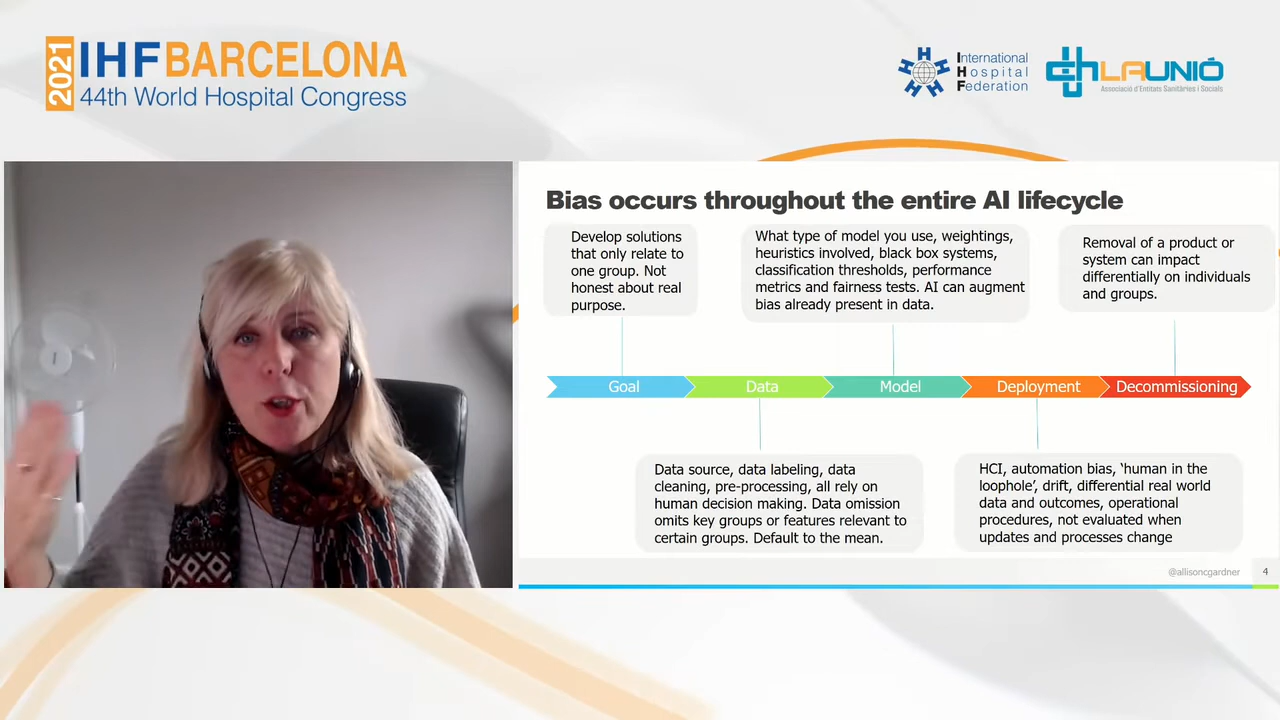 2021
IHF BARCELONA
44th World Hospital Congress
International
Hospital
Federation
LAUNIÓ
Associació d'Entitats Sanitàries i Socials
Bias occurs throughout the entire AI lifecycle
Develop solutions
that only relate to
one group. Not
honest about real
purpose.
What type of model you use, weightings,
heuristics involved, black box systems,
classification thresholds, performance
metrics and fairness tests. AI can augment
bias already present in data.
Removal of a product or
system can impact
differentially on individuals
and groups.
Goal
Data
Model
Deployment
Decommissioning
Data source, data labeling, data
cleaning, pre-processing, all rely on
human decision making. Data omission
omits key groups or features relevant to
certain groups. Default to the mean.
HCI, automation bias, ‘human in the
loophole’, drift, differential real world
data and outcomes, operational
procedures, not evaluated when
updates and processes change
@allisoncgardner
4